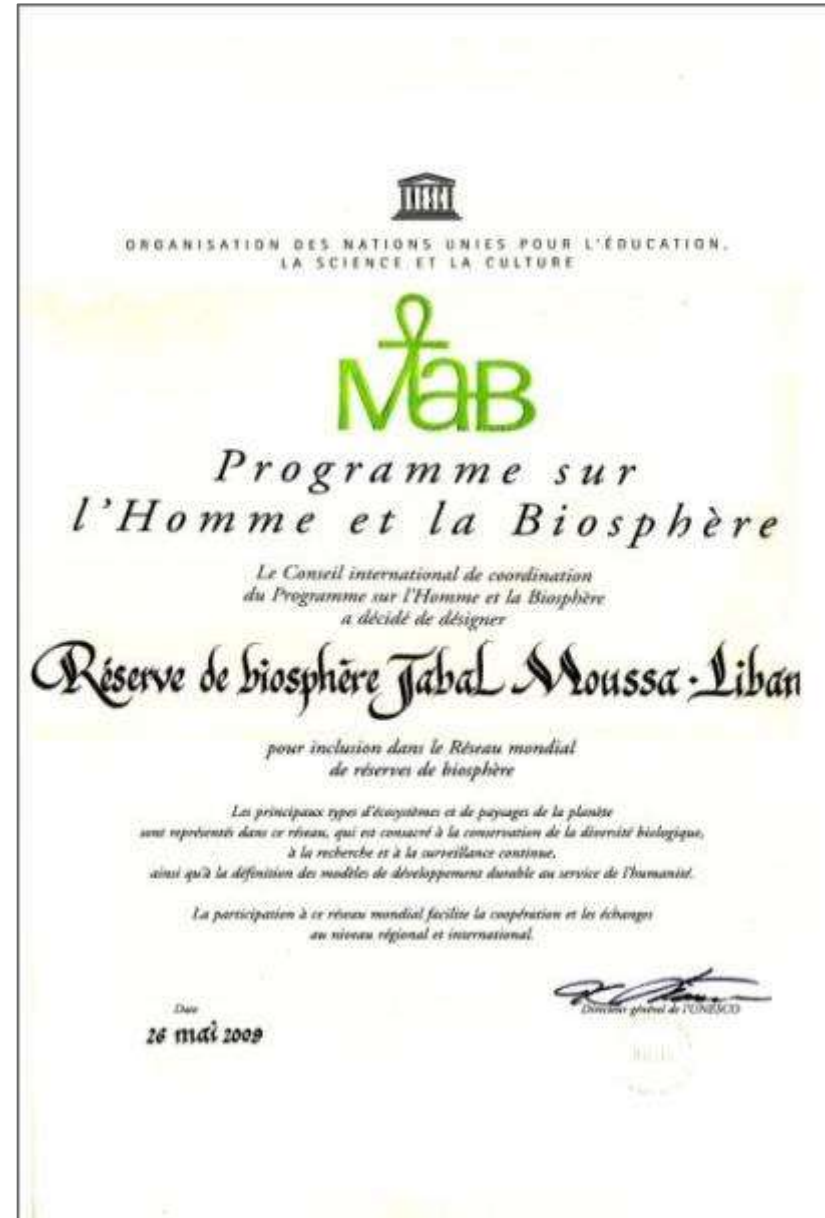 ORGANISATION DES NATIONS UNIES POUR L'ÉDUCATION,
LA SCIENCE ET LA CULTURE
MaB
Programme sur
l'Homme et la Biosphère
Le Conseil international de coordination
du Programme sur l'Homme et la Biosphère
a décidé de désigner
Réserve de biosphère Jabal Moussa - Liban
pour inclusion dans le Réseau mondial
de réserves de biosphère
Les principaux types d'écosystèmes et de paysages de la planète
sont représentés dans ce réseau, qui est consacré à la conservation de la diversité biologique,
à la recherche et à la surveillance continue,
ainsi qu'à la définition des modèles de développement durable au service de l'humanité.
La participation à ce réseau mondial facilite la coopération et les échanges
au niveau régional et international.
Date
26 mai 2009
Directeur général de l'UNESCO